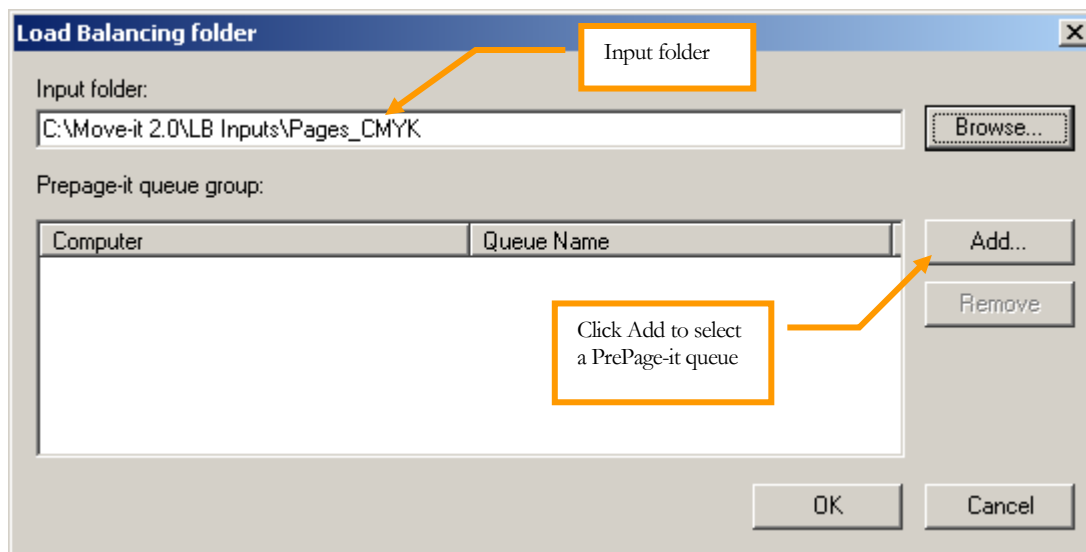 Load Balancing folder
Input folder
Input folder:
C:\Move-it 2.0\LB Inputs\Pages_CMYK
Browse...
Prepage-it queue group:
Computer
Queue Name
Add...
Remove
Click Add to select
a PrePage-it queue
OK
Cancel